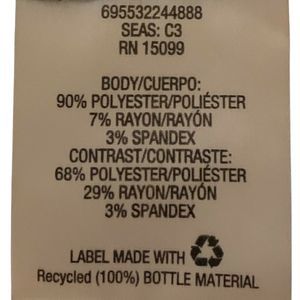 695532244888
SEAS: C3
RN 15099
BODY/CUERPO:
90% POLYESTER/POLIÉSTER
7% RAYON/RAYÓN
3% SPANDEX
CONTRAST/CONTRASTE:
68% POLYESTER/POLIÉSTER
29% RAYON/RAYÓN
3% SPANDEX
LABEL MADE WITH
Recycled (100%) BOTTLE MATERIAL